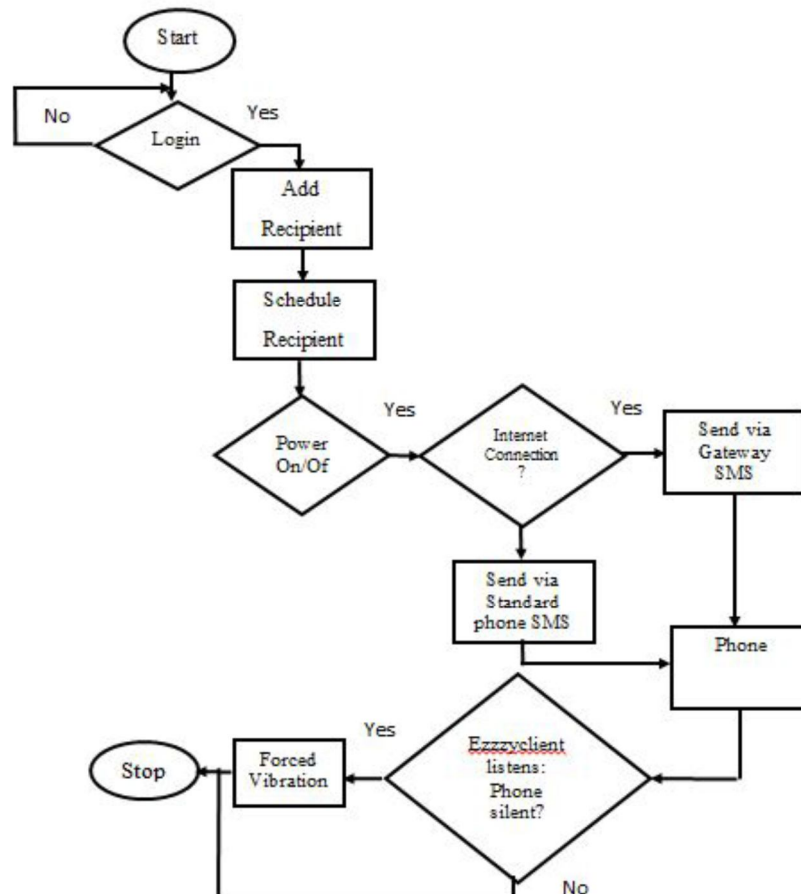 Start
No
Yes
Login
Add
Recipient
Schedule
Recipient
Yes
Yes
Power
On/Of
Internet
Connection
?
Send via
Gateway
SMS
Send via
Standard
phone SMS
Phone
Yes
Ezzzyclient
listens:
Phone
silent?
Forced
Vibration
Stop
No